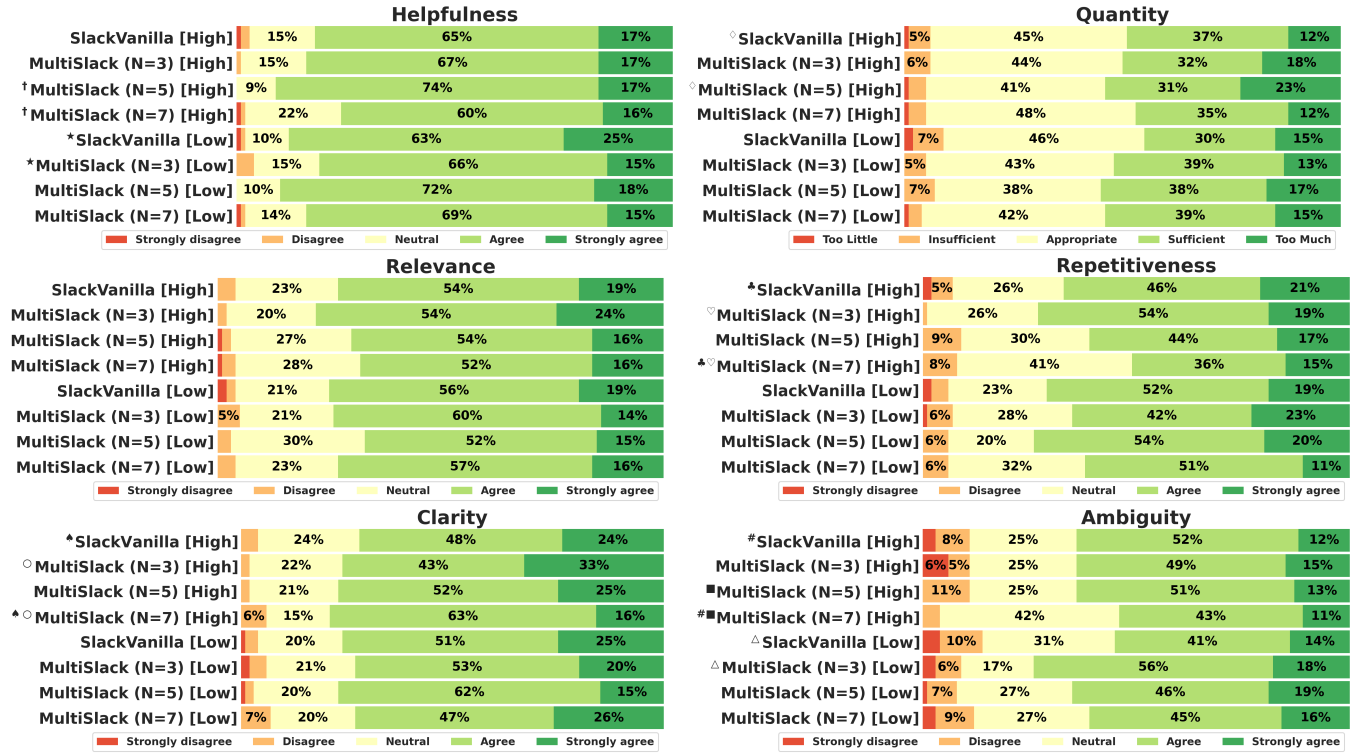 Helpfulness
SlackVanilla [High] 15% 65% 17%
MultiSlack (N=3) [High] 15% 67% 17%
†MultiSlack (N=5) [High] 9% 74% 17%
†MultiSlack (N=7) [High] 22% 60% 16%
★SlackVanilla [Low] 10% 63% 25%
★MultiSlack (N=3) [Low] 15% 66% 15%
MultiSlack (N=5) [Low] 10% 72% 18%
MultiSlack (N=7) [Low] 14% 69% 15%
Strongly disagree Disagree Neutral Agree Strongly agree
Quantity
♢SlackVanilla [High] 5% 45% 37% 12%
MultiSlack (N=3) [High] 6% 44% 32% 18%
♢MultiSlack (N=5) [High] 41% 31% 23%
MultiSlack (N=7) [High] 48% 35% 12%
SlackVanilla [Low] 7% 46% 30% 15%
MultiSlack (N=3) [Low] 5% 43% 39% 13%
MultiSlack (N=5) [Low] 7% 38% 38% 17%
MultiSlack (N=7) [Low] 42% 39% 15%
Too Little Insufficient Appropriate Sufficient Too Much
Relevance
SlackVanilla [High] 23% 54% 19%
MultiSlack (N=3) [High] 20% 54% 24%
MultiSlack (N=5) [High] 27% 54% 16%
MultiSlack (N=7) [High] 28% 52% 16%
SlackVanilla [Low] 21% 56% 19%
MultiSlack (N=3) [Low] 5% 21% 60% 14%
MultiSlack (N=5) [Low] 30% 52% 15%
MultiSlack (N=7) [Low] 23% 57% 16%
Strongly disagree Disagree Neutral Agree Strongly agree
Repetitiveness
♣SlackVanilla [High] 5% 26% 46% 21%
♡MultiSlack (N=3) [High] 26% 54% 19%
MultiSlack (N=5) [High] 9% 30% 44% 17%
♣♡MultiSlack (N=7) [High] 8% 41% 36% 15%
SlackVanilla [Low] 23% 52% 19%
MultiSlack (N=3) [Low] 6% 28% 42% 23%
MultiSlack (N=5) [Low] 6% 20% 54% 20%
MultiSlack (N=7) [Low] 6% 32% 51% 11%
Strongly disagree Disagree Neutral Agree Strongly agree
Clarity
♠SlackVanilla [High] 24% 48% 24%
○MultiSlack (N=3) [High] 22% 43% 33%
MultiSlack (N=5) [High] 21% 52% 25%
♠○MultiSlack (N=7) [High] 6% 15% 63% 16%
SlackVanilla [Low] 20% 51% 25%
MultiSlack (N=3) [Low] 21% 53% 20%
MultiSlack (N=5) [Low] 20% 62% 15%
MultiSlack (N=7) [Low] 7% 20% 47% 26%
Strongly disagree Disagree Neutral Agree Strongly agree
Ambiguity
#SlackVanilla [High] 8% 25% 52% 12%
MultiSlack (N=3) [High] 6% 5% 25% 49% 15%
■MultiSlack (N=5) [High] 11% 25% 51% 13%
#■MultiSlack (N=7) [High] 42% 43% 11%
△SlackVanilla [Low] 10% 31% 41% 14%
△MultiSlack (N=3) [Low] 6% 17% 56% 18%
MultiSlack (N=5) [Low] 7% 27% 46% 19%
MultiSlack (N=7) [Low] 9% 27% 45% 16%
Strongly disagree Disagree Neutral Agree Strongly agree